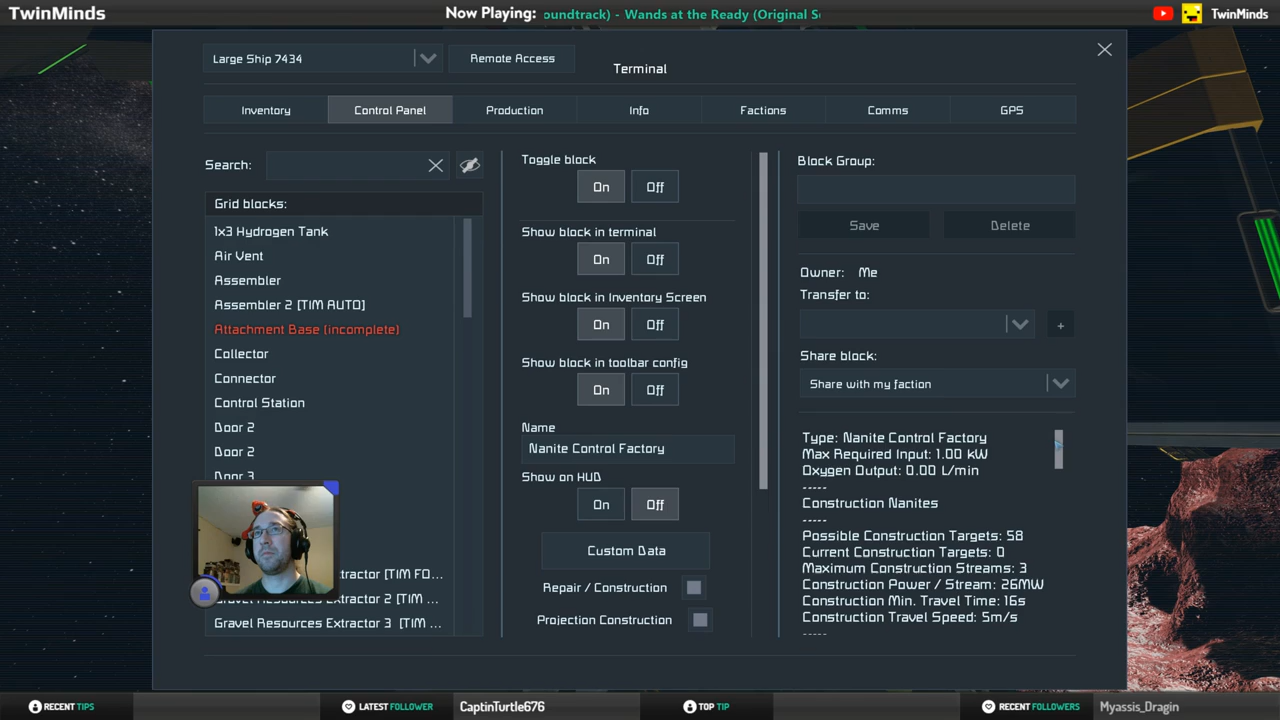 TwinMinds
Now Playing: oundtrack) - Wands at the Ready (Original S
TwinMinds
Large Ship 7434
Remote Access
Terminal
Inventory
Control Panel
Production
Info
Factions
Comms
GPS
Search:
Grid blocks:
1x3 Hydrogen Tank
Air Vent
Assembler
Assembler 2 [TIM AUTO]
Attachment Base (incomplete)
Collector
Connector
Control Station
Door 2
Door 2
Door 3
tractor [TIM FO...
Gravel Resources Extractor 2 [TIM ...
Gravel Resources Extractor 3 [TIM ...
Toggle block
On Off
Show block in terminal
On Off
Show block in Inventory Screen
On Off
Show block in toolbar config
On Off
Name
Nanite Control Factory
Show on HUD
On Off
Custom Data
Repair / Construction
Projection Construction
Block Group:
Save Delete
Owner: Me
Transfer to:
+
Share block:
Share with my faction
Type: Nanite Control Factory
Max Required Input: 1.00 kW
Oxygen Output: 0.00 L/min
-----
Construction Nanites
-----
Possible Construction Targets: 58
Current Construction Targets: 0
Maximum Construction Streams: 3
Construction Power / Stream: 26MW
Construction Min. Travel Time: 16s
Construction Travel Speed: 5m/s
-----
RECENT TIPS
LATEST FOLLOWER
CaptinTurtle676
TOP TIP
RECENT FOLLOWERS
Myassis_Dragin